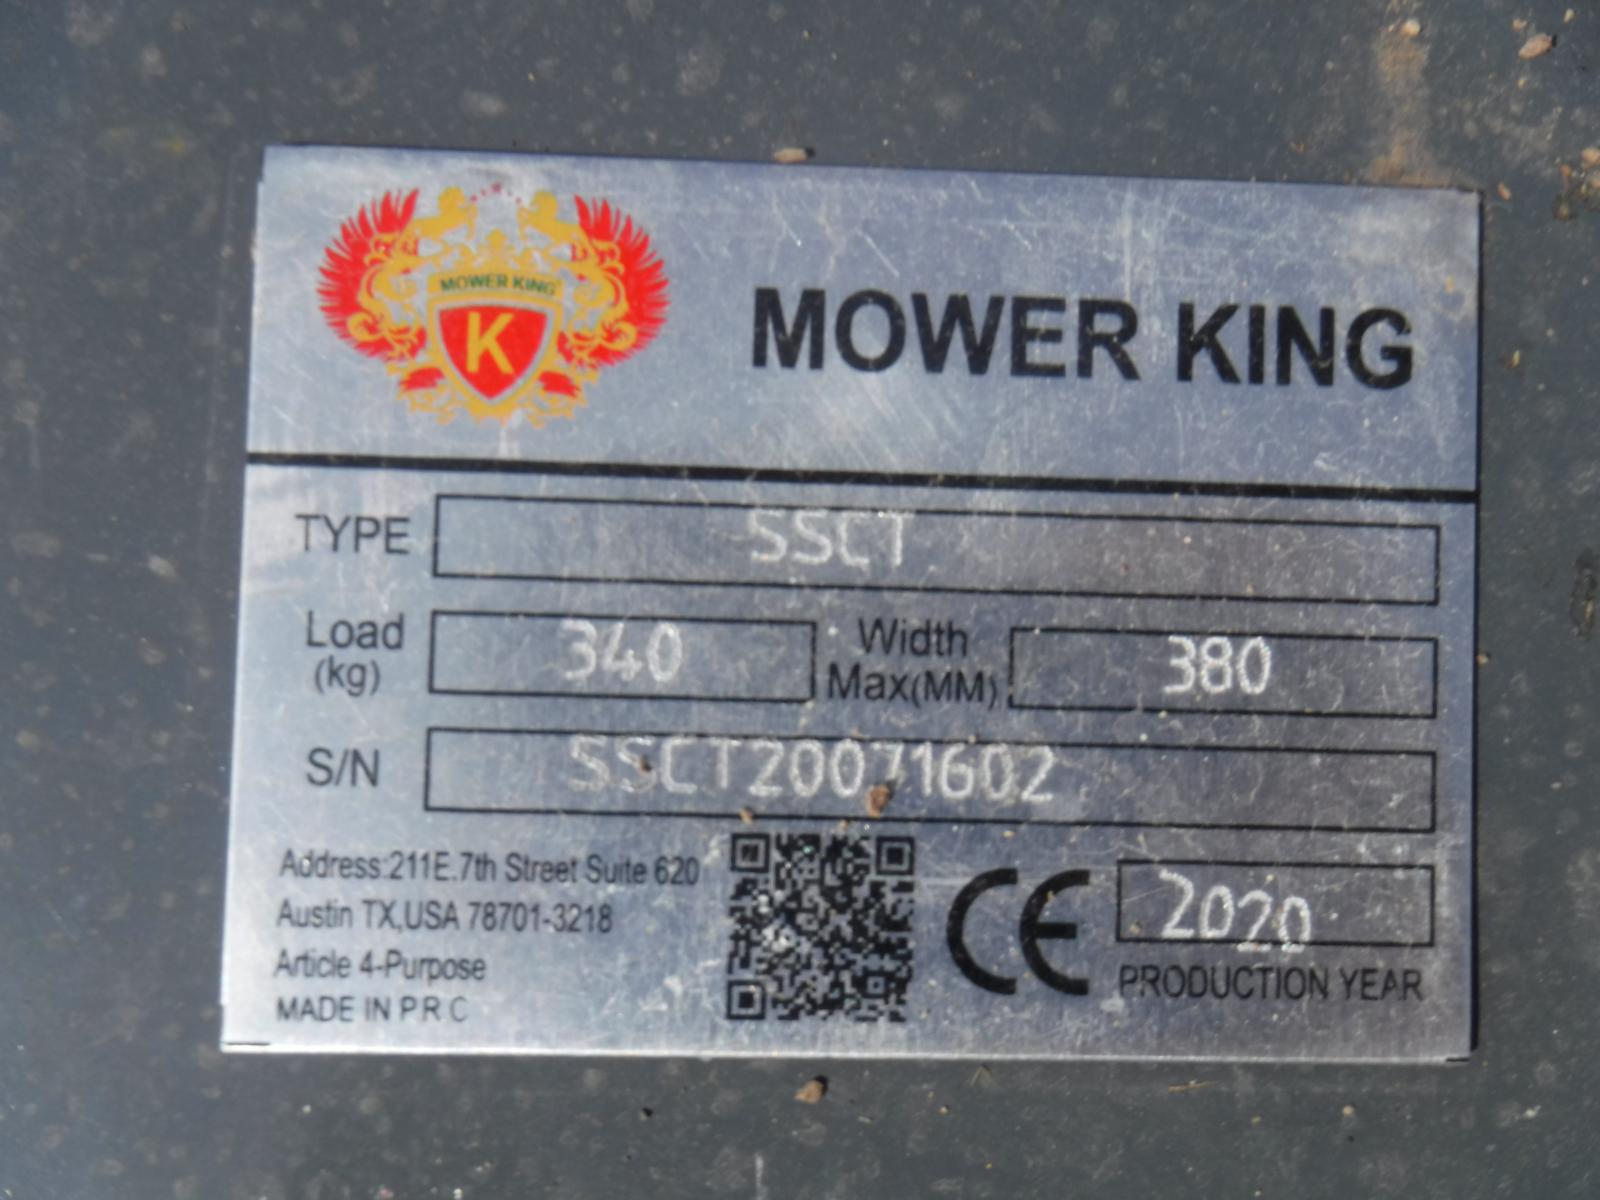 MOWER KING
K
MOWER KING
TYPE SSCT
Load (kg) 340 Width Max(MM) 380
S/N SSCT20071602
Address:211E.7th Street Suite 620
Austin TX,USA 78701-3218
Article 4-Purpose
MADE IN P.R C
CE
2020
PRODUCTION YEAR